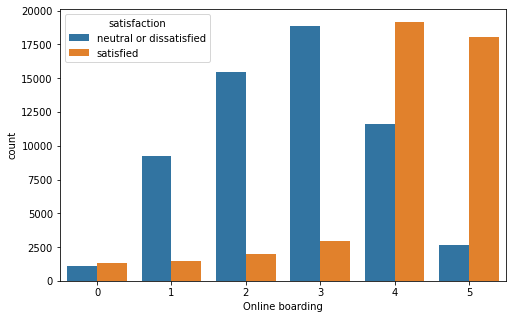 satisfaction
neutral or dissatisfied
satisfied
20000
17500
15000
12500
10000
7500
5000
2500
0
count
0 1 2 3 4 5
Online boarding